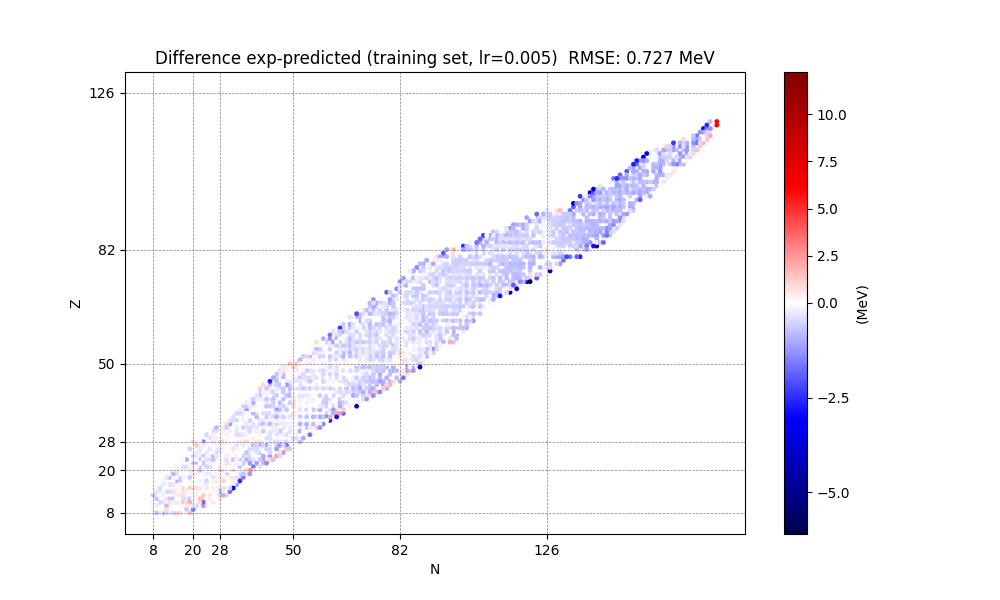 Difference exp-predicted (training set, lr=0.005)  RMSE: 0.727 MeV
126
82
50
28
20
8
Z
8 20 28 50 82 126
N
10.0
7.5
5.0
2.5
0.0
−2.5
−5.0
(MeV)